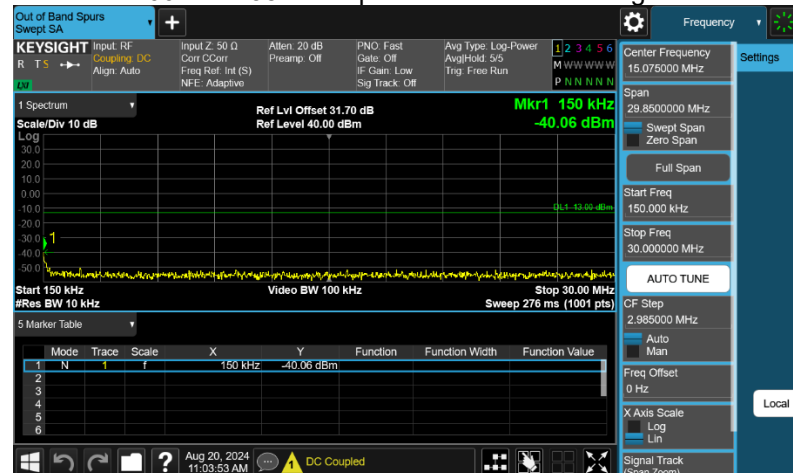 Out of Band Spurs
Swept SA
Frequency
KEYSIGHT
R T S
LXI
Input: RF
Coupling: DC
Align: Auto
Input Z: 50 Ω
Corr CCorr
Freq Ref: Int (S)
NFE: Adaptive
Atten: 20 dB
Preamp: Off
PNO: Fast
Gate: Off
IF Gain: Low
Sig Track: Off
Avg Type: Log-Power
Avg|Hold: 5/5
Trig: Free Run
1 2 3 4 5 6
M W W W W W
P N N N N N
1 Spectrum
Scale/Div 10 dB
Ref Lvl Offset 31.70 dB
Ref Level 40.00 dBm
Mkr1 150 kHz
-40.06 dBm
Log
30.0
20.0
10.0
0.00
-10.0
-20.0
-30.0
-40.0
-50.0
1
DL1 -13.00 dBm
Start 150 kHz
#Res BW 10 kHz
Video BW 100 kHz
Stop 30.00 MHz
Sweep 276 ms (1001 pts)
5 Marker Table
Mode Trace Scale X Y Function Function Width Function Value
1 N 1 f 150 kHz -40.06 dBm
2
3
4
5
6
Center Frequency
15.075000 MHz
Span
29.8500000 MHz
Swept Span
Zero Span
Full Span
Start Freq
150.000 kHz
Stop Freq
30.000000 MHz
AUTO TUNE
CF Step
2.985000 MHz
Auto
Man
Freq Offset
0 Hz
X Axis Scale
Log
Lin
Signal Track
(Span Zoom)
Settings
Local
?
Aug 20, 2024
11:03:53 AM
1
DC Coupled